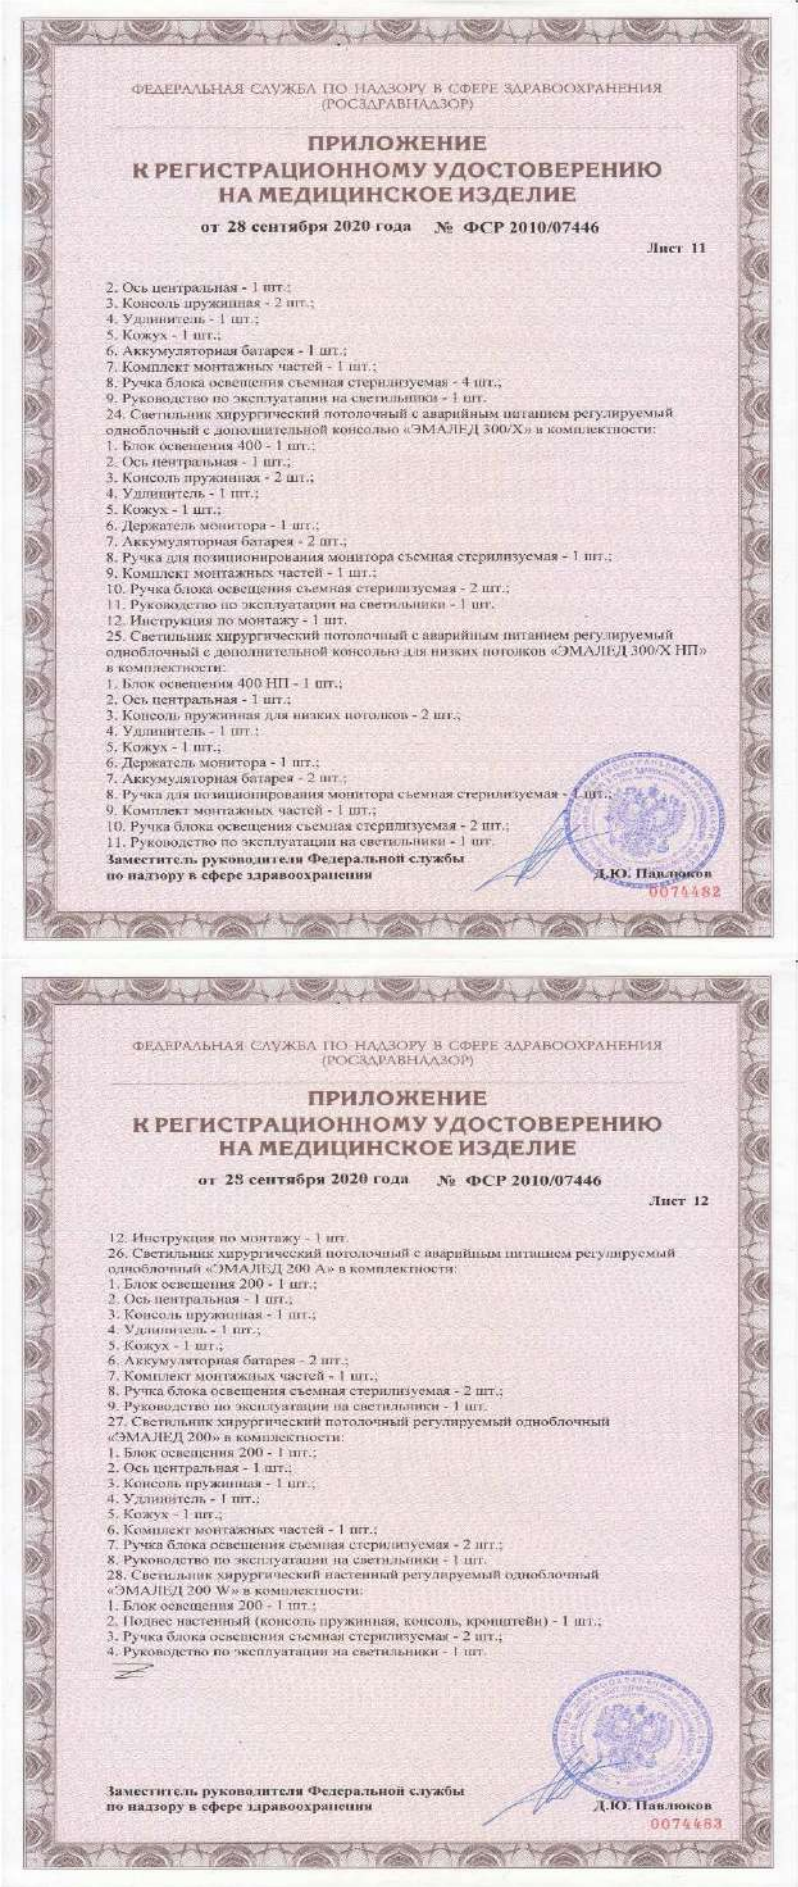 ФЕДЕРАЛЬНАЯ СЛУЖБА ПО НАДЗОРУ В СФЕРЕ ЗДРАВООХРАНЕНИЯ
(РОСЗДРАВНАДЗОР)
ПРИЛОЖЕНИЕ
К РЕГИСТРАЦИОННОМУ УДОСТОВЕРЕНИЮ
НА МЕДИЦИНСКОЕ ИЗДЕЛИЕ
от 28 сентября 2020 года № ФСР 2010/07446
Лист 11
2. Ось центральная - 1 шт.;
3. Консоль пружинная - 2 шт.;
4. Удлинитель - 1 шт.;
5. Кожух - 1 шт.;
6. Аккумуляторная батарея - 1 шт.;
7. Комплект монтажных частей - 1 шт.;
8. Ручка блока освещения съемная стерилизуемая - 4 шт.;
9. Руководство по эксплуатации на светильники - 1 шт.
24. Светильник хирургический потолочный с аварийным питанием регулируемый
одноблочный с дополнительной консолью «ЭМАЛЕД 300/X» в комплектности:
1. Блок освещения 400 - 1 шт.;
2. Ось центральная - 1 шт.;
3. Консоль пружинная - 2 шт.;
4. Удлинитель - 1 шт.;
5. Кожух - 1 шт.;
6. Держатель монитора - 1 шт.;
7. Аккумуляторная батарея - 2 шт.;
8. Ручка для позиционирования монитора съемная стерилизуемая - 1 шт.;
9. Комплект монтажных частей - 1 шт.;
10. Ручка блока освещения съемная стерилизуемая - 2 шт.;
11. Руководство по эксплуатации на светильники - 1 шт.
12. Инструкция по монтажу - 1 шт.
25. Светильник хирургический потолочный с аварийным питанием регулируемый
одноблочный с дополнительной консолью для низких потолков «ЭМАЛЕД 300/X НП»
в комплектности:
1. Блок освещения 400 НП - 1 шт.;
2. Ось центральная - 1 шт.;
3. Консоль пружинная для низких потолков - 2 шт.;
4. Удлинитель - 1 шт.;
5. Кожух - 1 шт.;
6. Держатель монитора - 1 шт.;
7. Аккумуляторная батарея - 2 шт.;
8. Ручка для позиционирования монитора съемная стерилизуемая - 1 шт.;
9. Комплект монтажных частей - 1 шт.;
10. Ручка блока освещения съемная стерилизуемая - 2 шт.;
11. Руководство по эксплуатации на светильники - 1 шт.
Заместитель руководителя Федеральной службы
по надзору в сфере здравоохранения Д.Ю. Павлюков
0074482
ФЕДЕРАЛЬНАЯ СЛУЖБА ПО НАДЗОРУ В СФЕРЕ ЗДРАВООХРАНЕНИЯ
(РОСЗДРАВНАДЗОР)
ПРИЛОЖЕНИЕ
К РЕГИСТРАЦИОННОМУ УДОСТОВЕРЕНИЮ
НА МЕДИЦИНСКОЕ ИЗДЕЛИЕ
от 28 сентября 2020 года № ФСР 2010/07446
Лист 12
12. Инструкция по монтажу - 1 шт.
26. Светильник хирургический потолочный с аварийным питанием регулируемый
одноблочный «ЭМАЛЕД 200 А» в комплектности:
1. Блок освещения 200 - 1 шт.;
2. Ось центральная - 1 шт.;
3. Консоль пружинная - 1 шт.;
4. Удлинитель - 1 шт.;
5. Кожух - 1 шт.;
6. Аккумуляторная батарея - 2 шт.;
7. Комплект монтажных частей - 1 шт.;
8. Ручка блока освещения съемная стерилизуемая - 2 шт.;
9. Руководство по эксплуатации на светильники - 1 шт.
27. Светильник хирургический потолочный регулируемый одноблочный
«ЭМАЛЕД 200» в комплектности:
1. Блок освещения 200 - 1 шт.;
2. Ось центральная - 1 шт.;
3. Консоль пружинная - 1 шт.;
4. Удлинитель - 1 шт.;
5. Кожух - 1 шт.;
6. Комплект монтажных частей - 1 шт.;
7. Ручка блока освещения съемная стерилизуемая - 2 шт.;
8. Руководство по эксплуатации на светильники - 1 шт.
28. Светильник хирургический настенный регулируемый одноблочный
«ЭМАЛЕД 200 W» в комплектности:
1. Блок освещения 200 - 1 шт.;
2. Подвес настенный (консоль пружинная, консоль, кронштейн) - 1 шт.;
3. Ручка блока освещения съемная стерилизуемая - 2 шт.;
4. Руководство по эксплуатации на светильники - 1 шт.
Заместитель руководителя Федеральной службы
по надзору в сфере здравоохранения Д.Ю. Павлюков
0074483